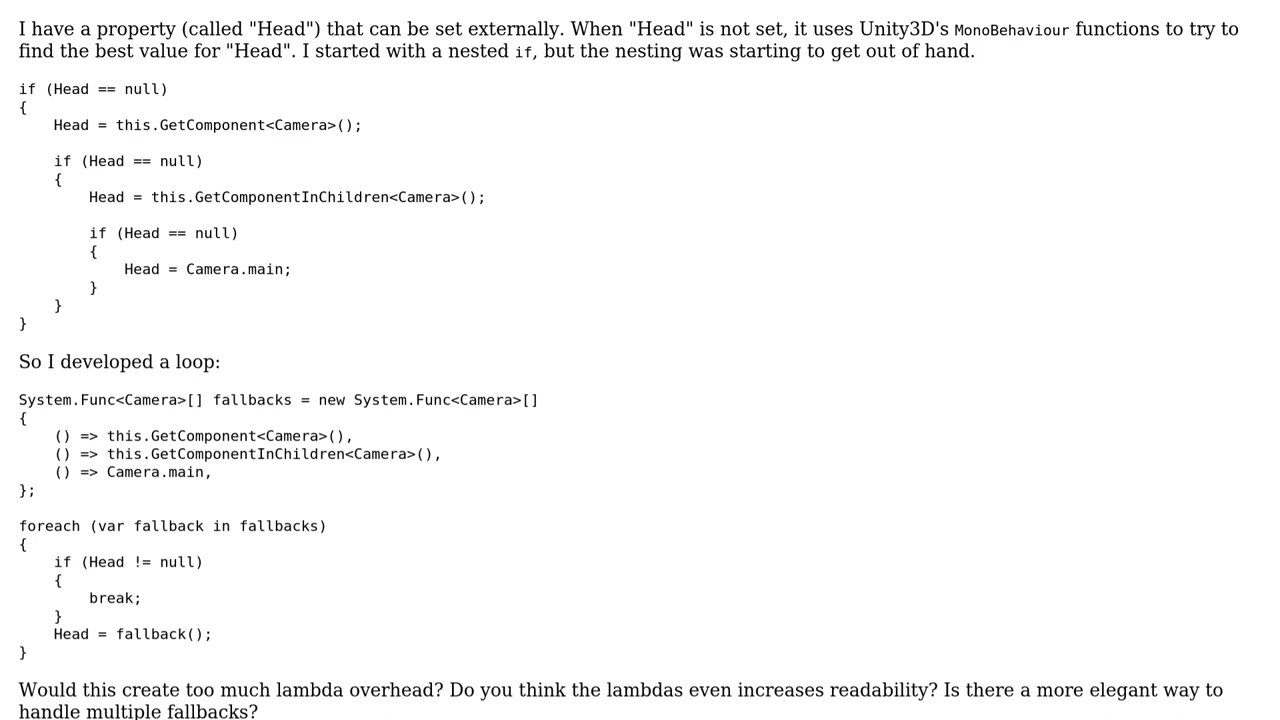 I have a property (called "Head") that can be set externally. When "Head" is not set, it uses Unity3D's MonoBehaviour functions to try to
find the best value for "Head". I started with a nested if, but the nesting was starting to get out of hand.
if (Head == null)
{
    Head = this.GetComponent<Camera>();
    if (Head == null)
    {
        Head = this.GetComponentInChildren<Camera>();
        if (Head == null)
        {
            Head = Camera.main;
        }
    }
}
So I developed a loop:
System.Func<Camera>[] fallbacks = new System.Func<Camera>[]
{
    () => this.GetComponent<Camera>(),
    () => this.GetComponentInChildren<Camera>(),
    () => Camera.main,
};
foreach (var fallback in fallbacks)
{
    if (Head != null)
    {
        break;
    }
    Head = fallback();
}
Would this create too much lambda overhead? Do you think the lambdas even increases readability? Is there a more elegant way to
handle multiple fallbacks?